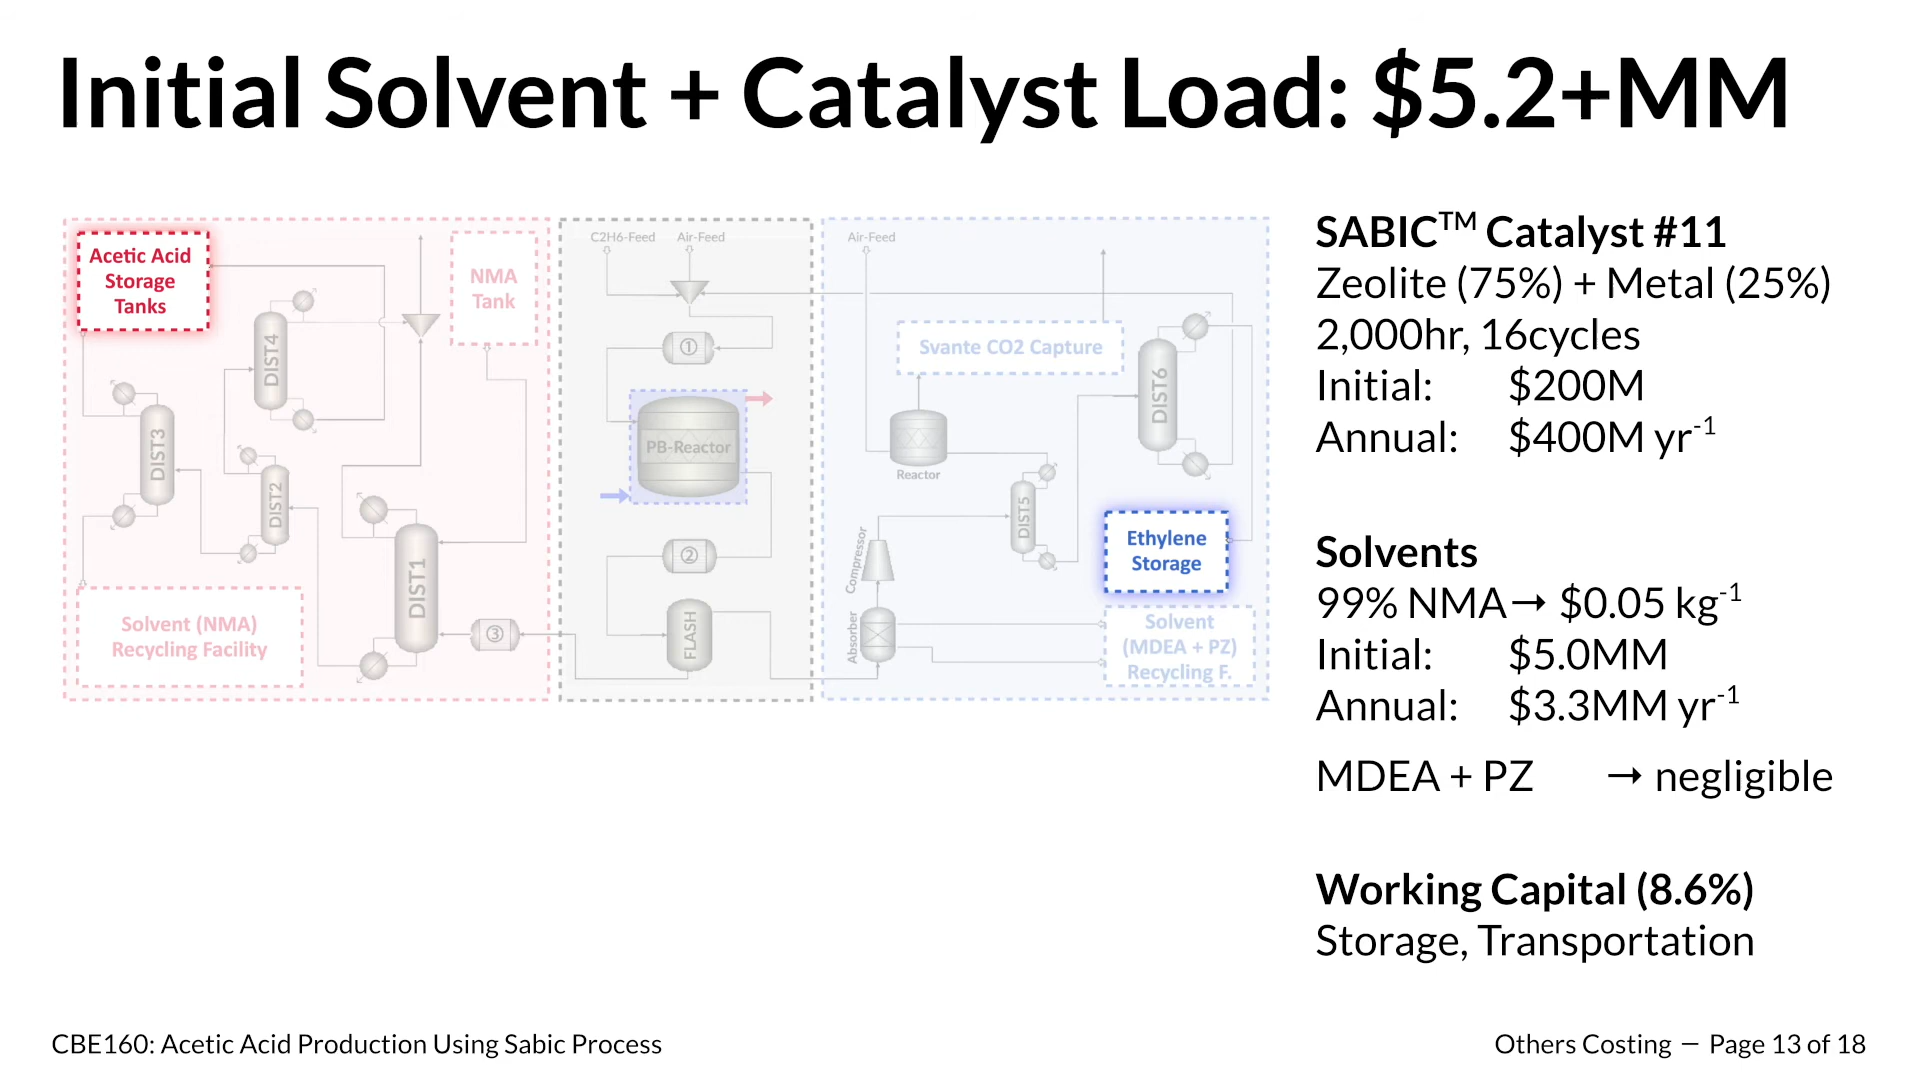 Initial Solvent + Catalyst Load: $5.2+MM
Acetic Acid
Storage
Tanks
NMA
Tank
DIST4
DIST3
DIST2
DIST1
Solvent (NMA)
Recycling Facility
③
C2H6-Feed
Air-Feed
①
PB-Reactor
②
FLASH
Air-Feed
Svante CO2 Capture
Reactor
DIST6
DIST5
Compressor
Absorber
Ethylene
Storage
Solvent
(MDEA + PZ)
Recycling F.
SABIC™ Catalyst #11
Zeolite (75%) + Metal (25%)
2,000hr, 16cycles
Initial: $200M
Annual: $400M yr⁻¹
Solvents
99% NMA→ $0.05 kg⁻¹
Initial: $5.0MM
Annual: $3.3MM yr⁻¹
MDEA + PZ → negligible
Working Capital (8.6%)
Storage, Transportation
CBE160: Acetic Acid Production Using Sabic Process
Others Costing — Page 13 of 18